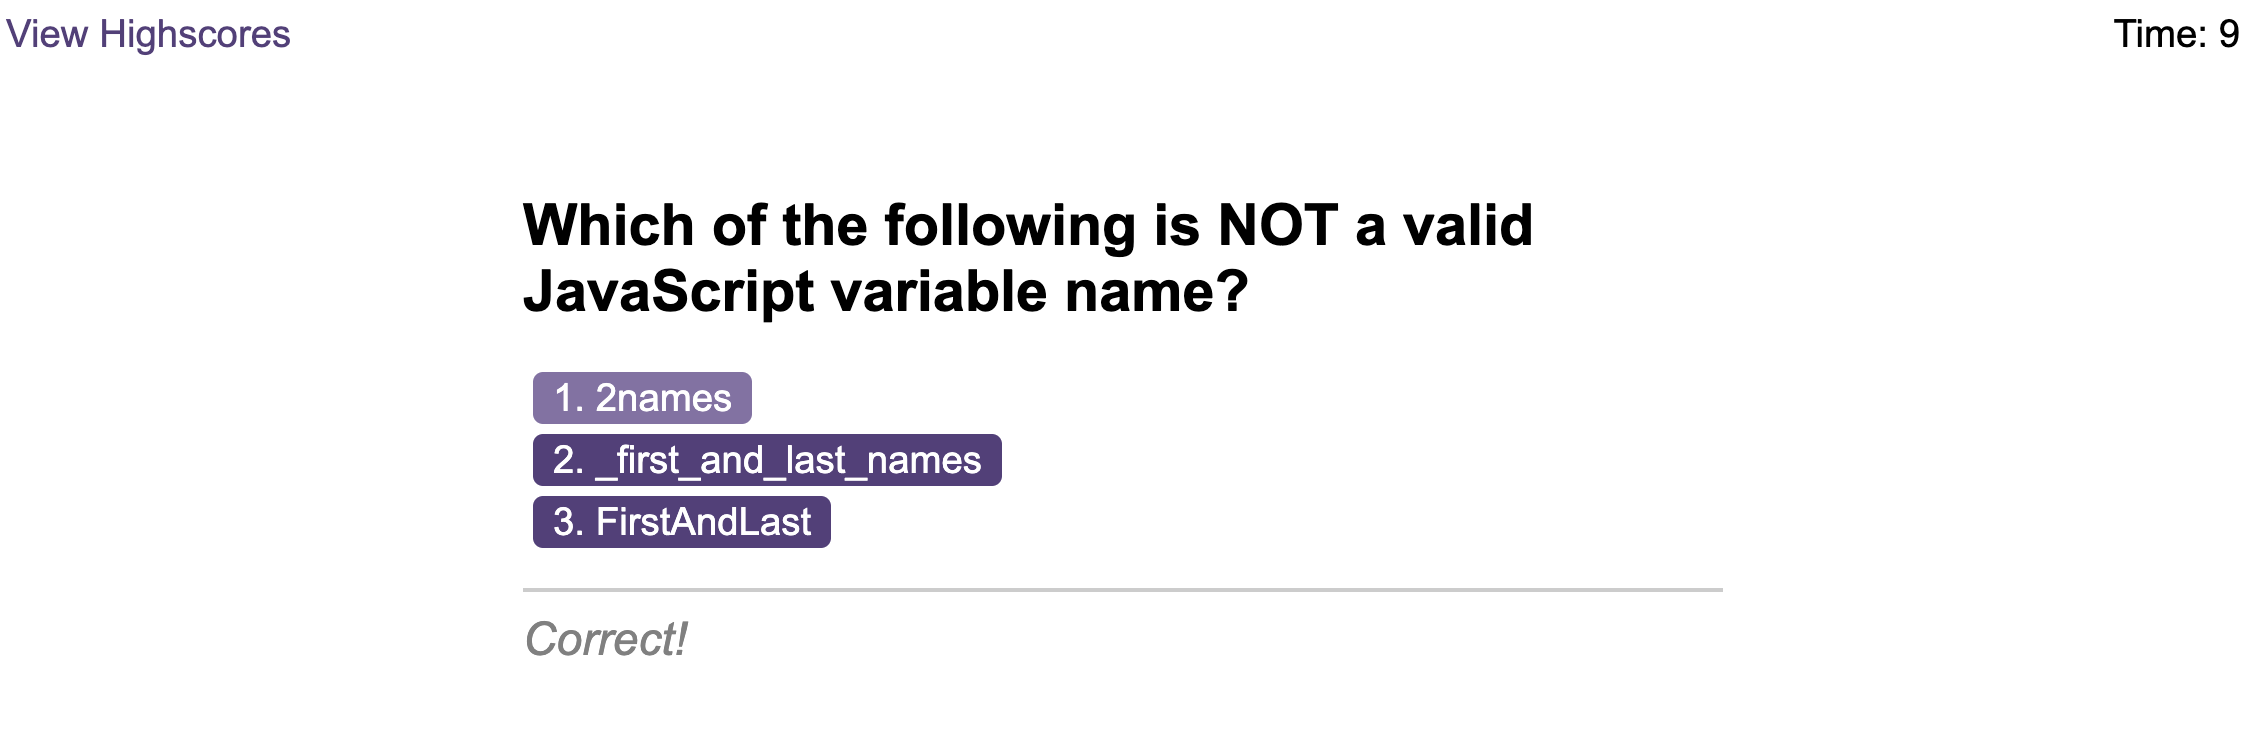 View Highscores
Time: 9
Which of the following is NOT a valid
JavaScript variable name?
1. 2names
2. _first_and_last_names
3. FirstAndLast
Correct!